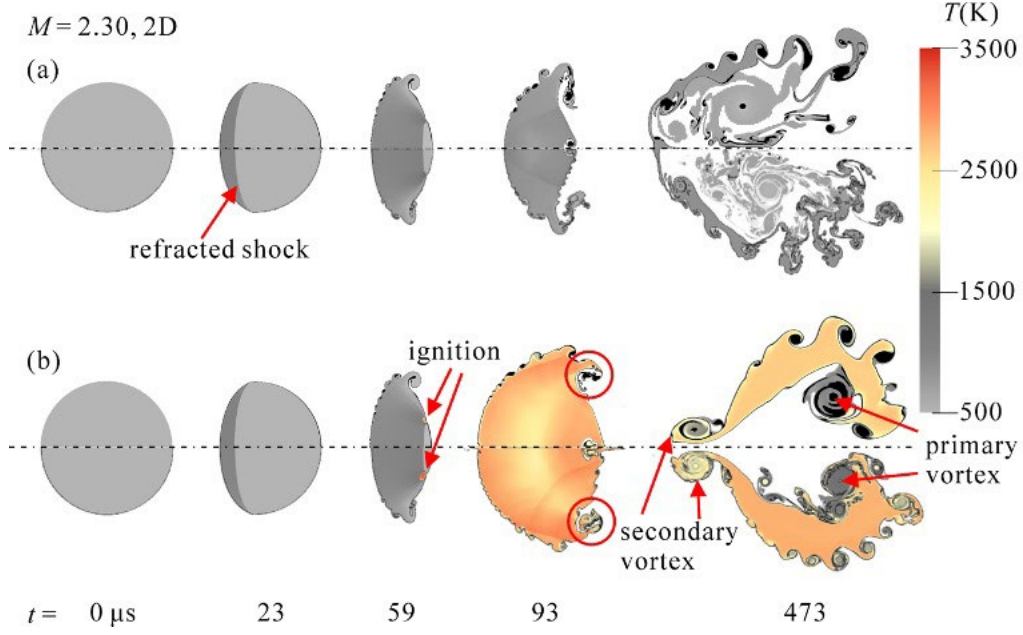 M = 2.30, 2D
T(K)
(a)
3500
2500
1500
500
refracted shock
(b)
ignition
primary
vortex
secondary
vortex
t = 0 μs 23 59 93 473